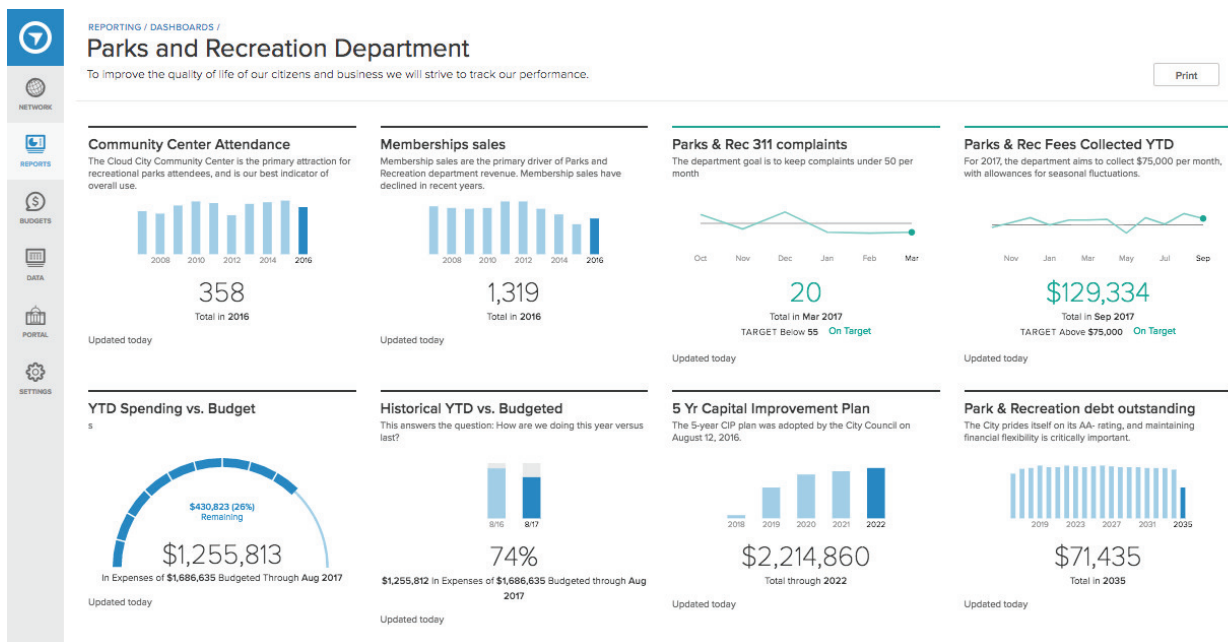 REPORTING / DASHBOARDS /
Parks and Recreation Department
To improve the quality of life of our citizens and business we will strive to track our performance.
Print
NETWORK
REPORTS
BUDGETS
DATA
PORTAL
SETTINGS
Community Center Attendance
The Cloud City Community Center is the primary attraction for
recreational parks attendees, and is our best indicator of
overall use.
2008 2010 2012 2014 2016
358
Total in 2016
Updated today
Memberships sales
Membership sales are the primary driver of Parks and
Recreation department revenue. Membership sales have
declined in recent years.
2008 2010 2012 2014 2016
1,319
Total in 2016
Updated today
Parks & Rec 311 complaints
The department goal is to keep complaints under 50 per
month
Oct Nov Dec Jan Feb Mar
20
Total in Mar 2017
TARGET Below 55 On Target
Updated today
Parks & Rec Fees Collected YTD
For 2017, the department aims to collect $75,000 per month,
with allowances for seasonal fluctuations.
Nov Jan Mar May Jul Sep
$129,334
Total in Sep 2017
TARGET Above $75,000 On Target
Updated today
YTD Spending vs. Budget
s
$430,823 (26%)
Remaining
$1,255,813
In Expenses of $1,686,635 Budgeted Through Aug 2017
Updated today
Historical YTD vs. Budgeted
This answers the question: How are we doing this year versus
last?
8/16 8/17
74%
$1,255,812 In Expenses of $1,686,635 Budgeted through Aug
2017
Updated today
5 Yr Capital Improvement Plan
The 5-year CIP plan was adopted by the City Council on
August 12, 2016.
2018 2019 2020 2021 2022
$2,214,860
Total through 2022
Updated today
Park & Recreation debt outstanding
The City prides itself on its AA- rating, and maintaining
financial flexibility is critically important.
2019 2023 2027 2031 2035
$71,435
Total in 2035
Updated today